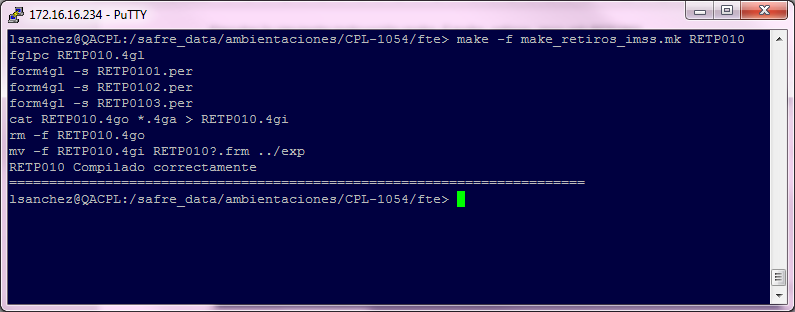 172.16.16.234 - PuTTY
lsanchez@QACPL:/safre_data/ambientaciones/CPL-1054/fte> make -f make_retiros_imss.mk RETP010
fglpc RETP010.4gl
form4gl -s RETP0101.per
form4gl -s RETP0102.per
form4gl -s RETP0103.per
cat RETP010.4go *.4ga > RETP010.4gi
rm -f RETP010.4go
mv -f RETP010.4gi RETP010?.frm ../exp
RETP010 Compilado correctamente
========================================================================
lsanchez@QACPL:/safre_data/ambientaciones/CPL-1054/fte>